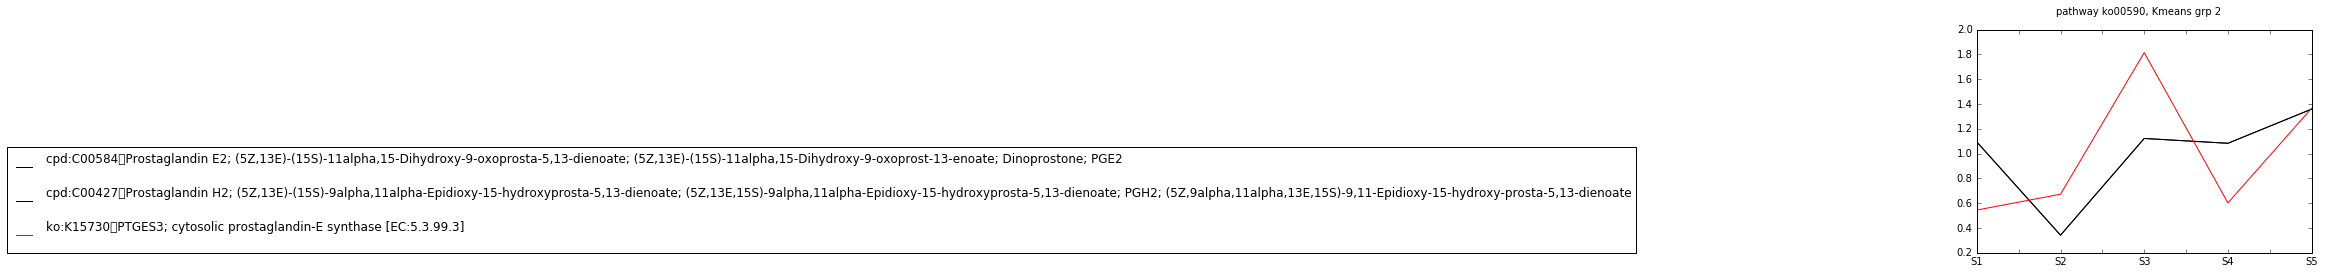 pathway ko00590, Kmeans grp 2
2.0
1.8
1.6
1.4
1.2
1.0
0.8
0.6
0.4
0.2
S1 S2 S3 S4 S5
cpd:C00584▯Prostaglandin E2; (5Z,13E)-(15S)-11alpha,15-Dihydroxy-9-oxoprosta-5,13-dienoate; (5Z,13E)-(15S)-11alpha,15-Dihydroxy-9-oxoprost-13-enoate; Dinoprostone; PGE2
cpd:C00427▯Prostaglandin H2; (5Z,13E)-(15S)-9alpha,11alpha-Epidioxy-15-hydroxyprosta-5,13-dienoate; (5Z,13E,15S)-9alpha,11alpha-Epidioxy-15-hydroxyprosta-5,13-dienoate; PGH2; (5Z,9alpha,11alpha,13E,15S)-9,11-Epidioxy-15-hydroxy-prosta-5,13-dienoate
ko:K15730▯PTGES3; cytosolic prostaglandin-E synthase [EC:5.3.99.3]